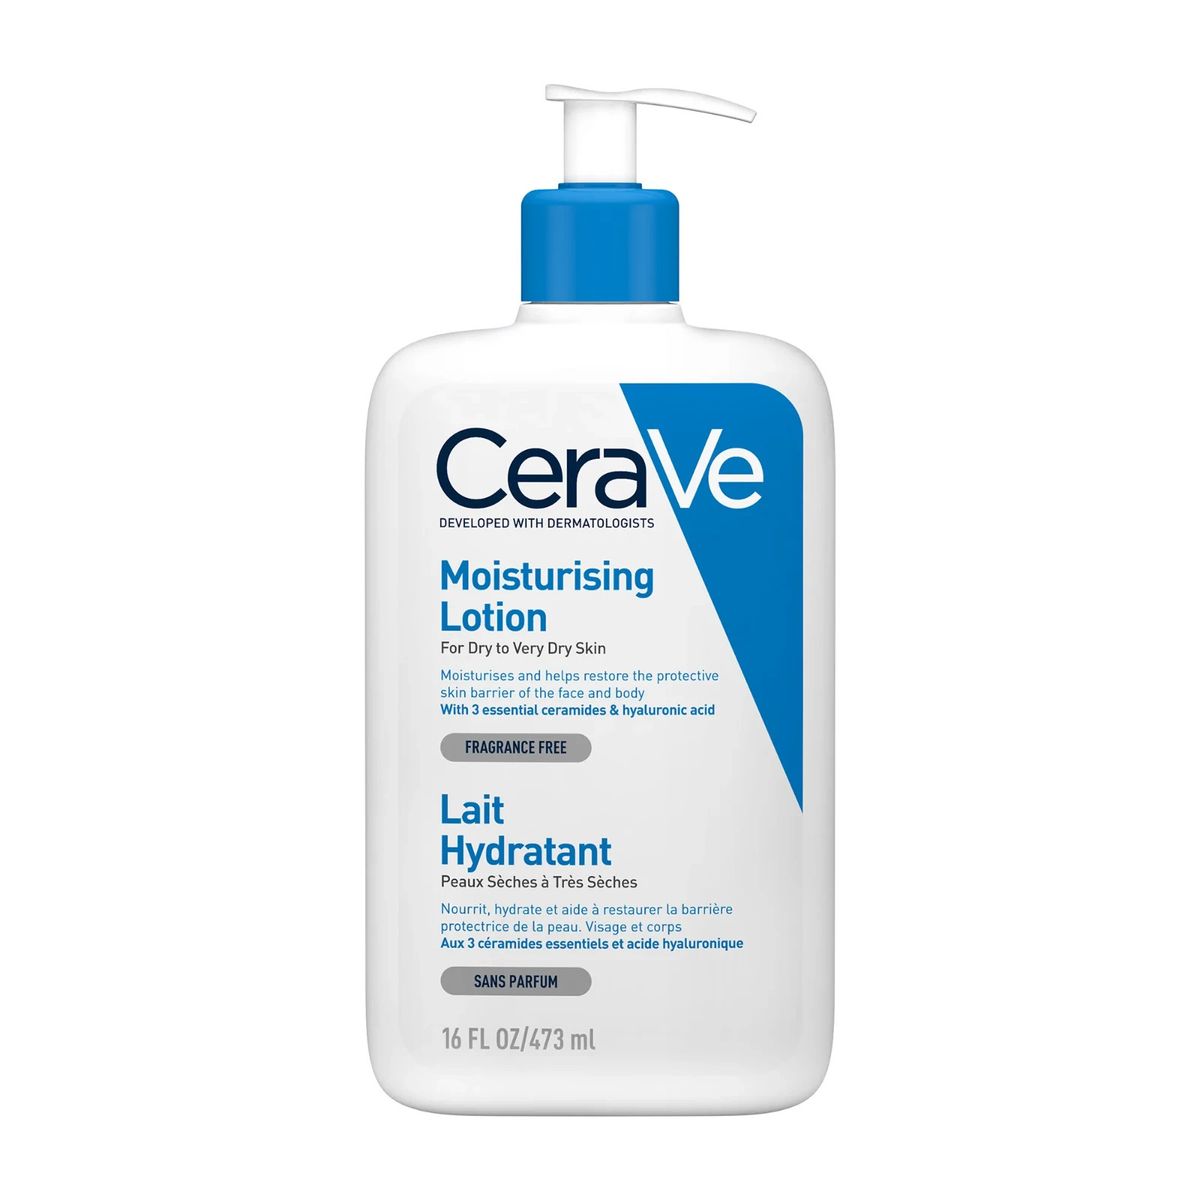 CeraVe
DEVELOPED WITH DERMATOLOGISTS
Moisturising
Lotion
For Dry to Very Dry Skin
Moisturises and helps restore the protective
skin barrier of the face and body
With 3 essential ceramides & hyaluronic acid
FRAGRANCE FREE
Lait
Hydratant
Peaux Sèches à Très Sèches
Nourrit, hydrate et aide à restaurer la barrière
protectrice de la peau. Visage et corps
Aux 3 céramides essentiels et acide hyaluronique
SANS PARFUM
16 FL OZ/473 ml